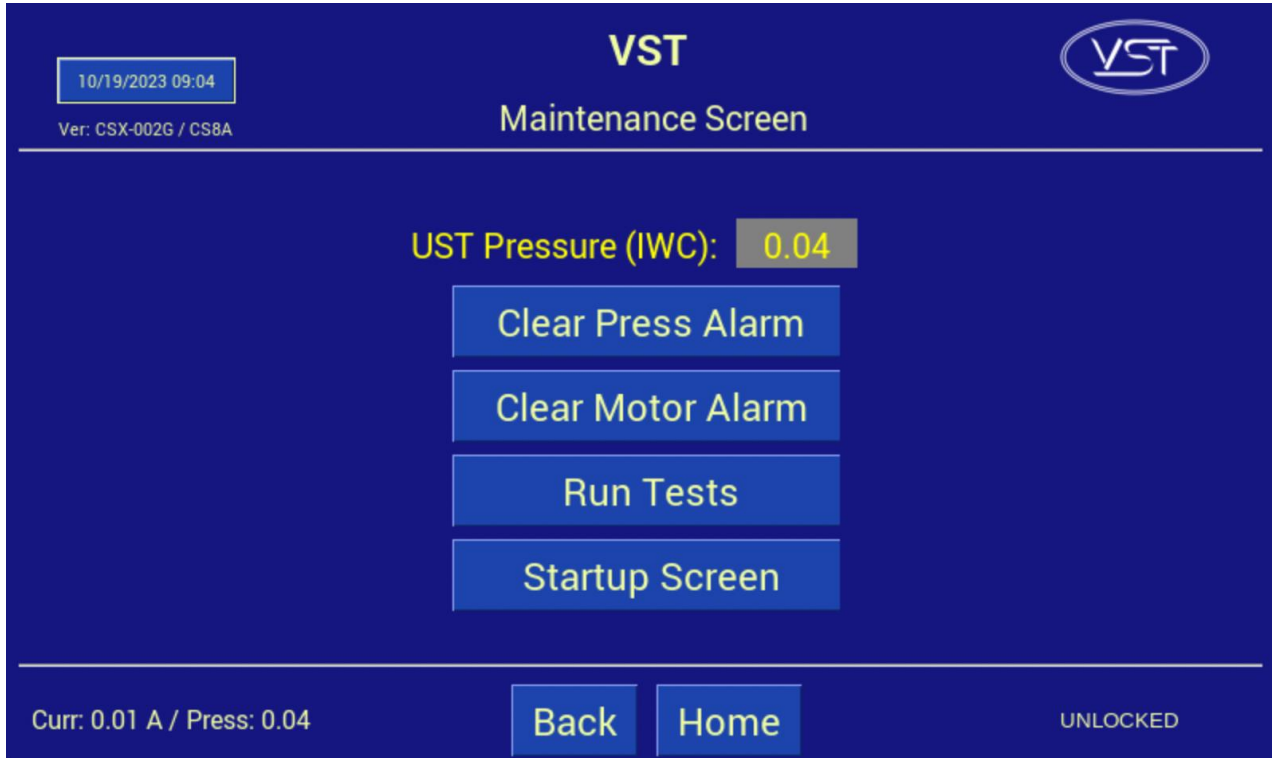 VST
VST
10/19/2023 09:04
Ver: CSX-002G / CS8A
Maintenance Screen
UST Pressure (IWC): 0.04
Clear Press Alarm
Clear Motor Alarm
Run Tests
Startup Screen
Curr: 0.01 A / Press: 0.04
Back
Home
UNLOCKED